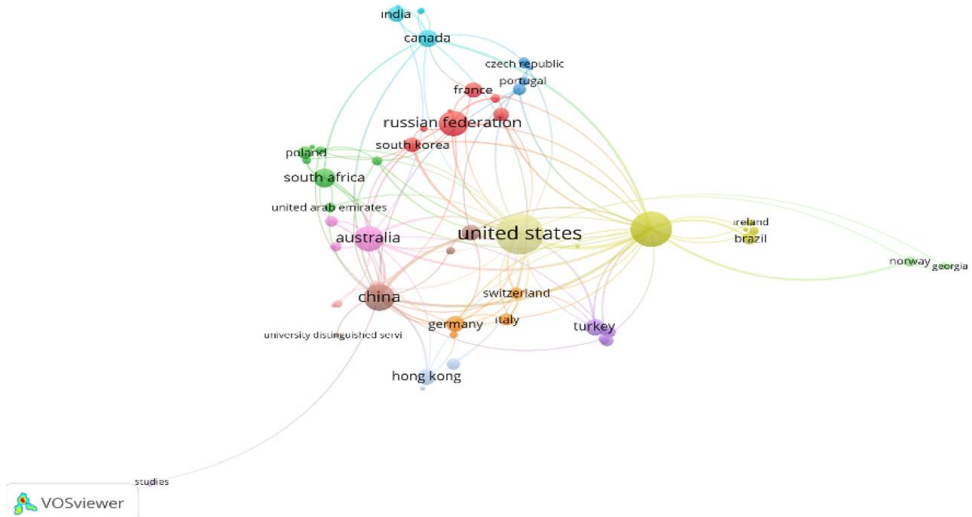 india
canada
czech republic
portugal
france
russian federation
south korea
poland
south africa
united arab emirates
ireland
united states
australia
brazil
norway
georgia
switzerland
china
italy
germany
turkey
university distinguished servi
hong kong
studies
VOSviewer